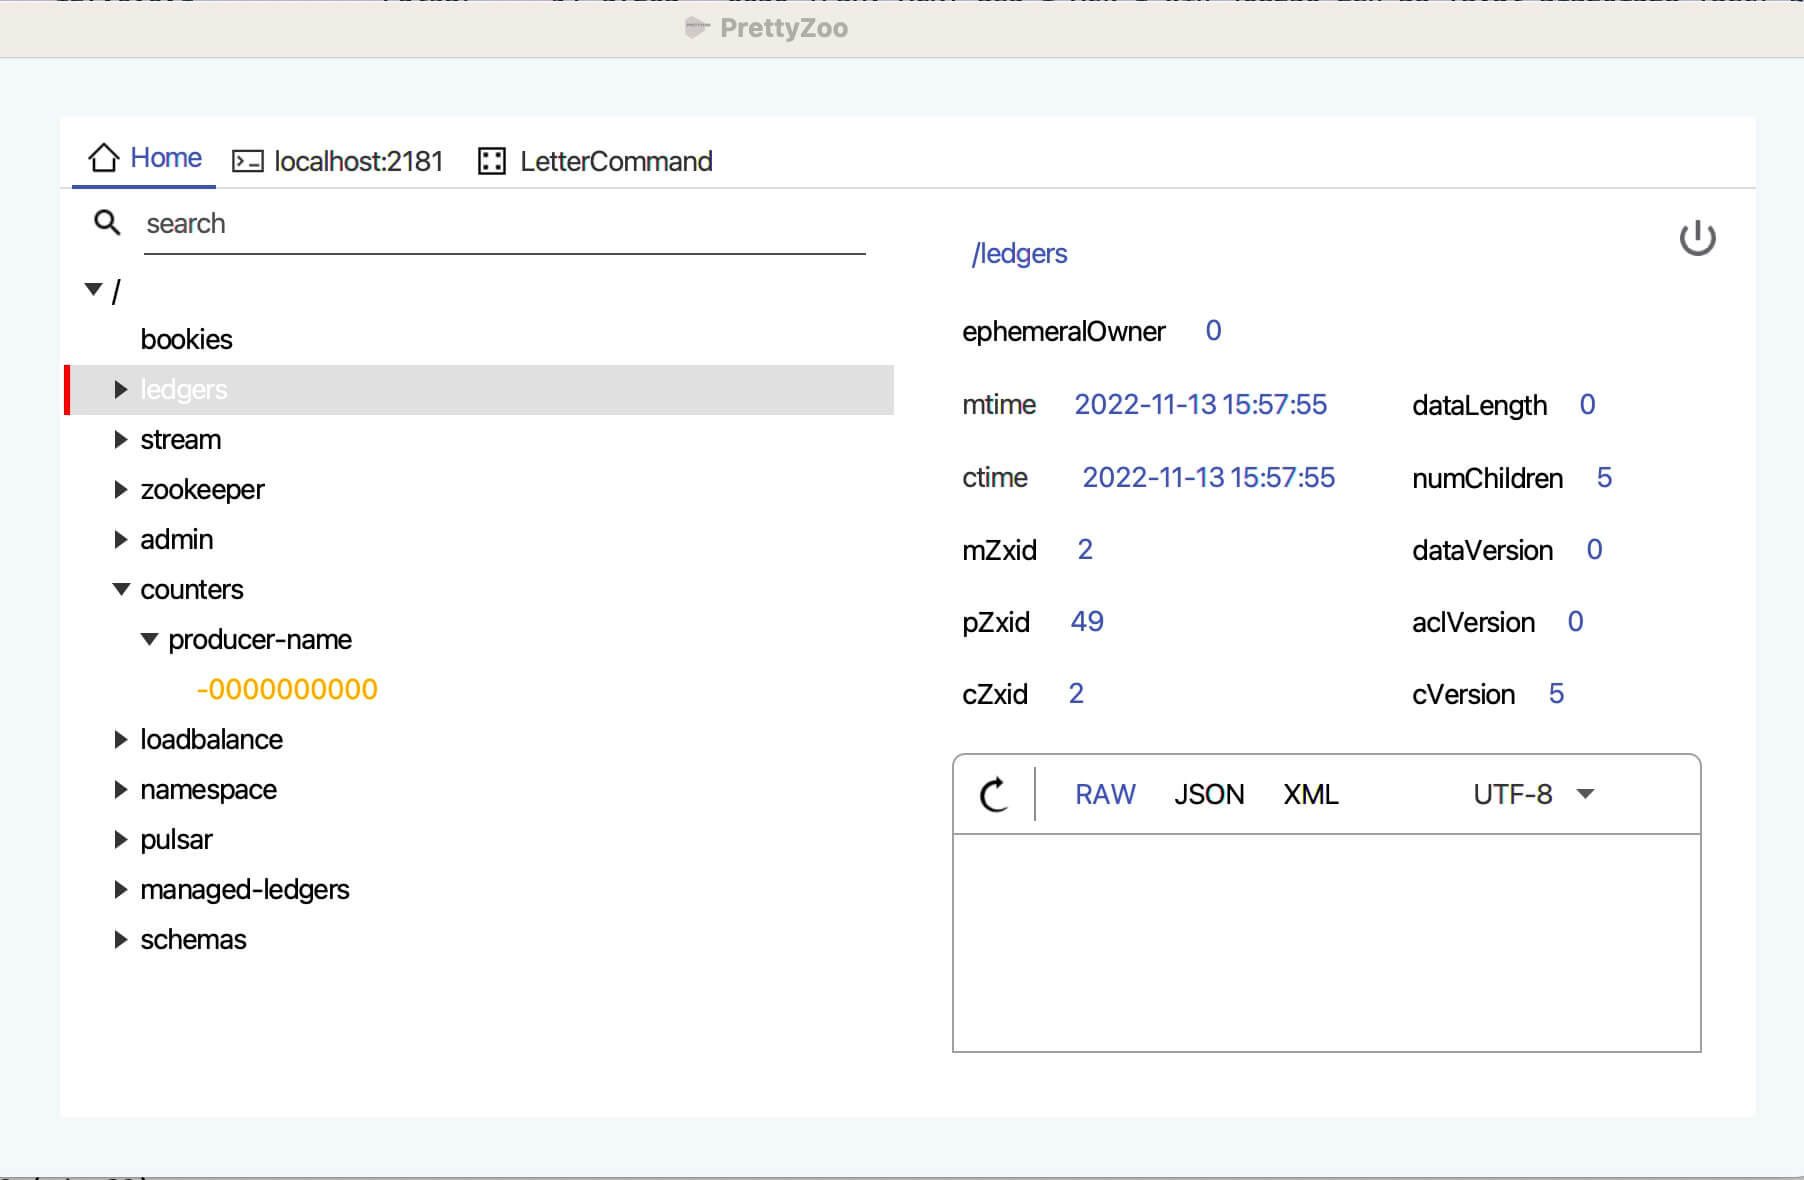 PrettyZoo
Home
localhost:2181
LetterCommand
search
/
bookies
ledgers
stream
zookeeper
admin
counters
producer-name
-0000000000
loadbalance
namespace
pulsar
managed-ledgers
schemas
/ledgers
ephemeralOwner 0
mtime 2022-11-13 15:57:55 dataLength 0
ctime 2022-11-13 15:57:55 numChildren 5
mZxid 2 dataVersion 0
pZxid 49 aclVersion 0
cZxid 2 cVersion 5
RAW JSON XML UTF-8